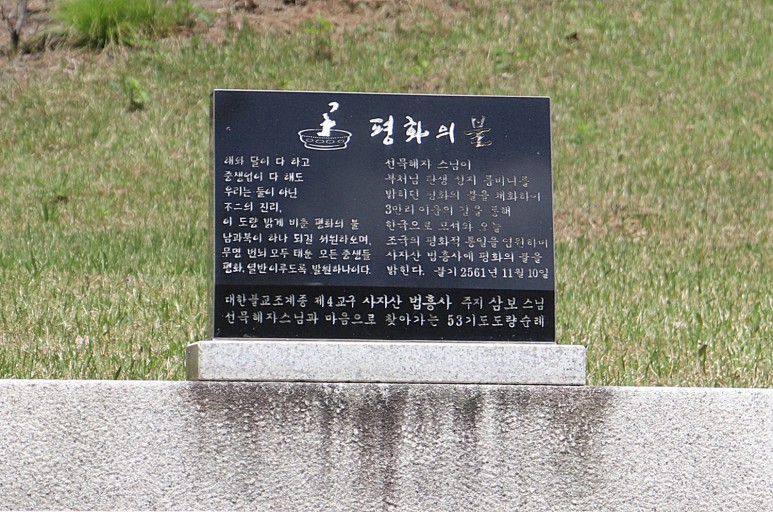 평화의 불
해와 달이 다 하고
중생업이 다 해도
우리는 둘이 아닌
不二의 진리,
이 도량 밝게 비출 평화의 불
남과북이 하나 되길 서원하오며,
무명 번뇌 모두 태운 모든 중생들
평화, 열반 이루도록 발원하나이다.
선묵혜자 스님이
부처님 탄생 성지 룸비니를
밝히던 평화의 불을 채화하여
3만리 머나먼 길을 통해
한국으로 모셔와 오늘
조국의 평화적 통일을 염원하며
사자산 법흥사에 평화의 불을
밝힌다. 불기 2561년 11월 10일
대한불교조계종 제4교구 사자산 법흥사 주지 삼보 스님
선묵혜자스님과 마음으로 찾아가는 53기도도량순례